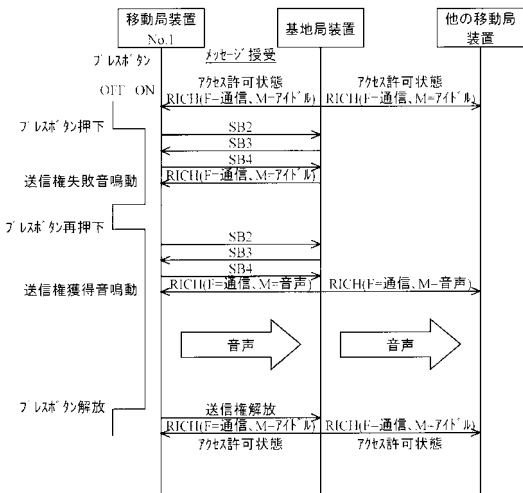 移動局装置
No.1
基地局装置
他の移動局
装置
プレスボタン
メッセージ授受
OFF ON
アクセス許可状態
アクセス許可状態
RICH(F=通信、M=アイドル)
RICH(F=通信、M=アイドル)
プレスボタン押下
SB2
SB3
SB4
送信権失敗音鳴動
RICH(F=通信、M=アイドル)
プレスボタン再押下
SB2
SB3
SB4
送信権獲得音鳴動
RICH(F=通信、M=音声)
RICH(F=通信、M=音声)
音声
音声
プレスボタン解放
送信権解放
RICH(F=通信、M=アイドル)
RICH(F=通信、M=アイドル)
アクセス許可状態
アクセス許可状態